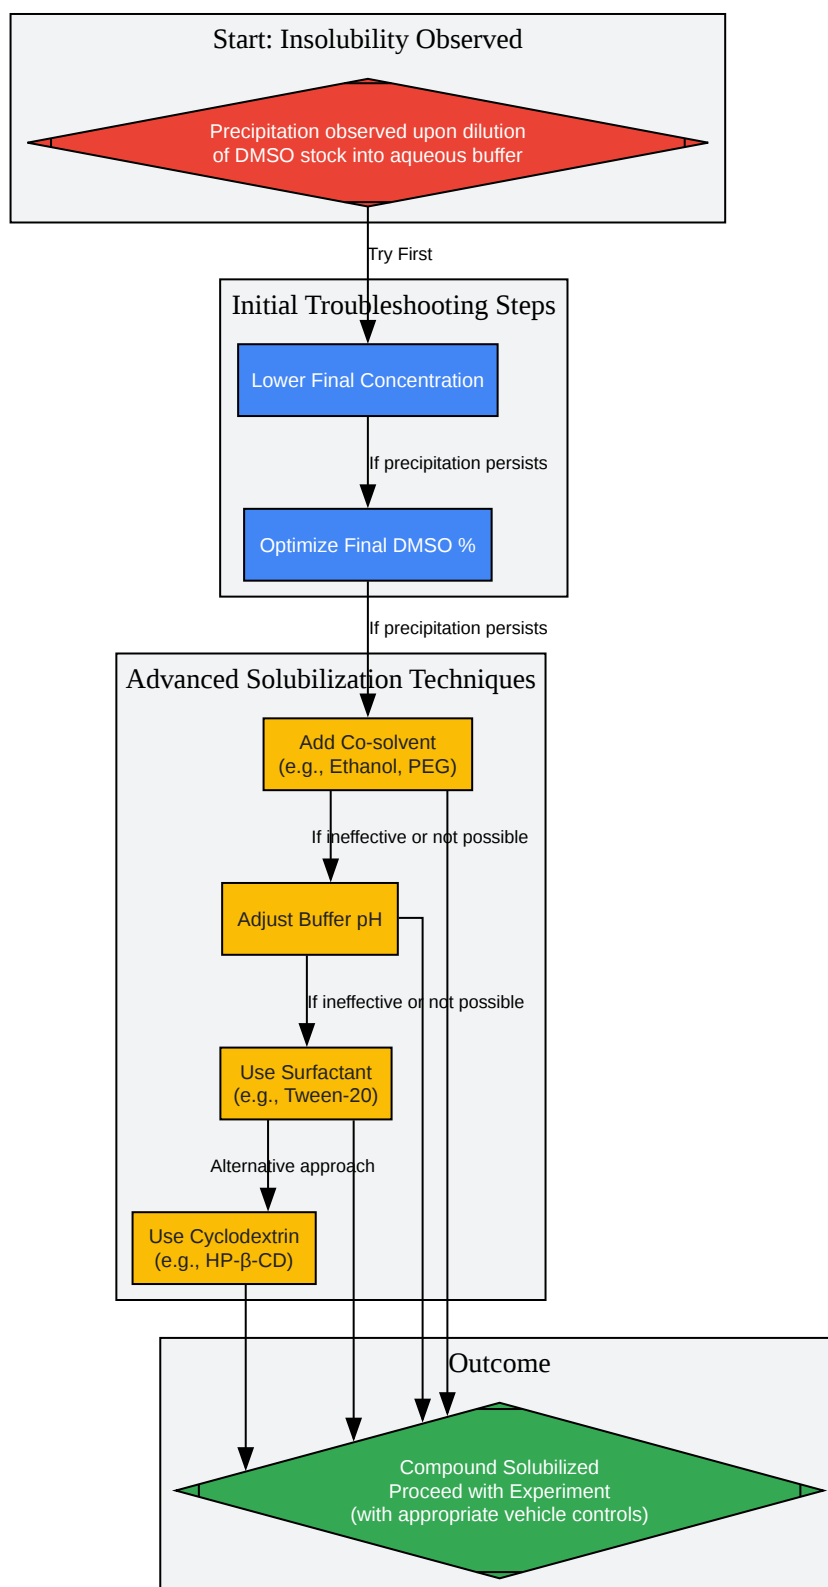 Start: Insolubility Observed
Precipitation observed upon dilution
of DMSO stock into aqueous buffer
Try First
Initial Troubleshooting Steps
Lower Final Concentration
If precipitation persists
Optimize Final DMSO %
If precipitation persists
Advanced Solubilization Techniques
Add Co-solvent
(e.g., Ethanol, PEG)
If ineffective or not possible
Adjust Buffer pH
If ineffective or not possible
Use Surfactant
(e.g., Tween-20)
Alternative approach
Use Cyclodextrin
(e.g., HP-β-CD)
Outcome
Compound Solubilized
Proceed with Experiment
(with appropriate vehicle controls)